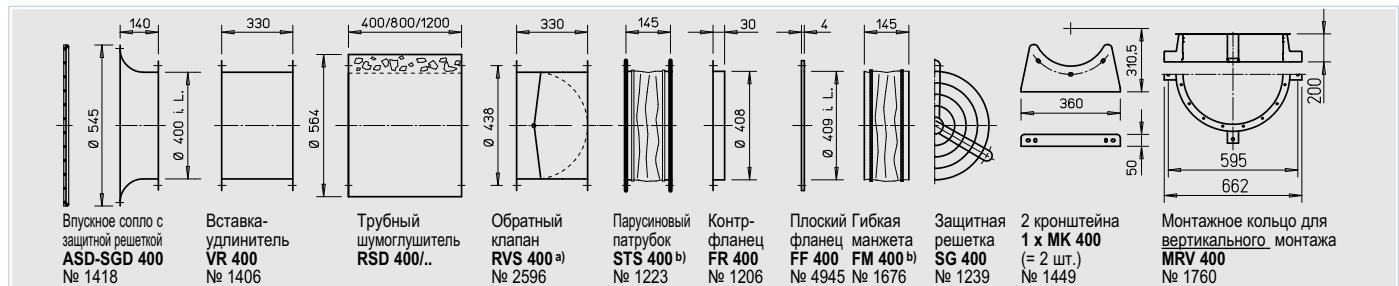 140
330
400/800/1200
330
145
30
4
145
310,5
200
Ø 545
Ø 400 i. L.
Ø 564
Ø 438
Ø 408
Ø 409 i. L.
360
50
595
662
Впускное сопло с
защитной решеткой
ASD-SGD 400
№ 1418
Вставка-
удлинитель
VR 400
№ 1406
Трубный
шумоглушитель
RSD 400/..
Обратный
клапан
RVS 400 a)
№ 2596
Парусиновый
патрубок
STS 400 b)
№ 1223
Контр-
фланец
FR 400
№ 1206
Плоский
фланец
FF 400
№ 4945
Гибкая
манжета
FM 400 b)
№ 1676
Защитная
решетка
SG 400
№ 1239
2 кронштейна
1 x MK 400
(= 2 шт.)
№ 1449
Монтажное кольцо для
вертикального монтажа
MRV 400
№ 1760